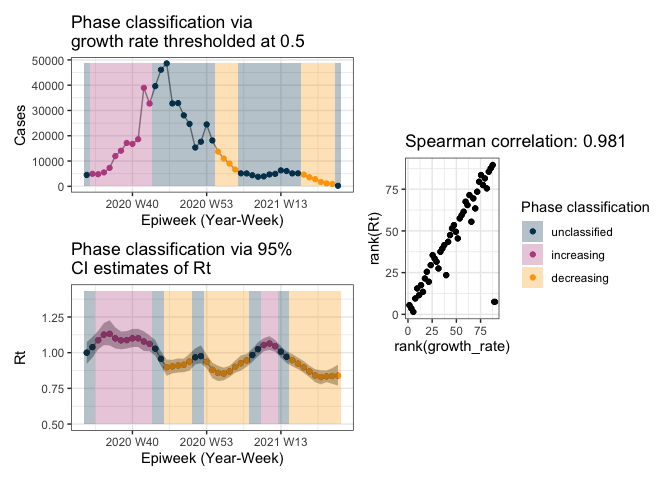 Phase classification via
growth rate thresholded at 0.5
50000
40000
30000
20000
10000
0
Cases
2020 W40
2020 W53
2021 W13
Epiweek (Year-Week)
Phase classification via 95%
CI estimates of Rt
1.25
1.00
0.75
0.50
Rt
2020 W40
2020 W53
2021 W13
Epiweek (Year-Week)
Spearman correlation: 0.981
75
50
25
0
rank(Rt)
0
25
50
75
rank(growth_rate)
Phase classification
unclassified
increasing
decreasing